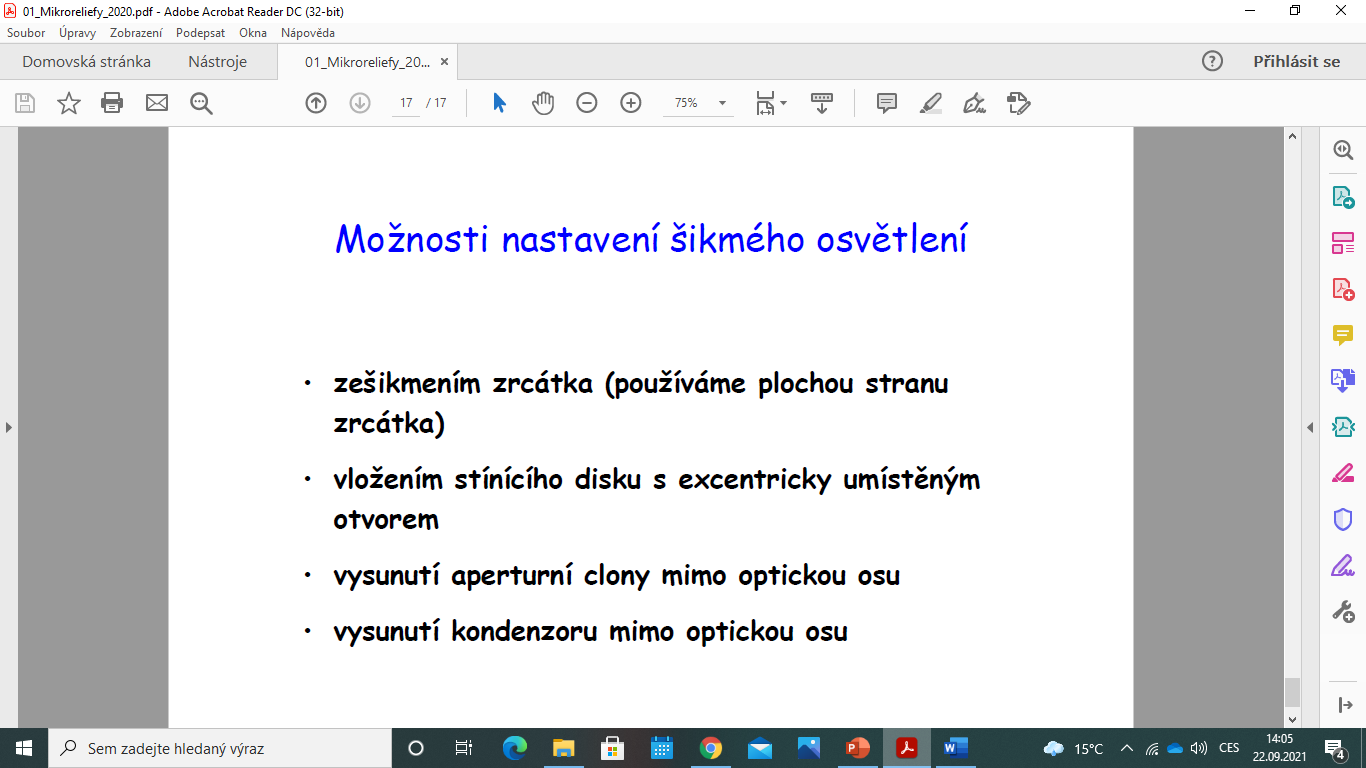 01_Mikroreliefy_2020.pdf - Adobe Acrobat Reader DC (32-bit)
Soubor Úpravy Zobrazení Podepsat Okna Nápověda
Domovská stránka Nástroje 01_Mikroreliefy_20... × Přihlásit se
17 / 17 75%
Možnosti nastavení šikmého osvětlení
• zešikmením zrcátka (používáme plochou stranu
zrcátka)
• vložením stínícího disku s excentricky umístěným
otvorem
• vysunutí aperturní clony mimo optickou osu
• vysunutí kondenzoru mimo optickou osu
Sem zadejte hledaný výraz
15°C CES 14:05
22.09.2021
4